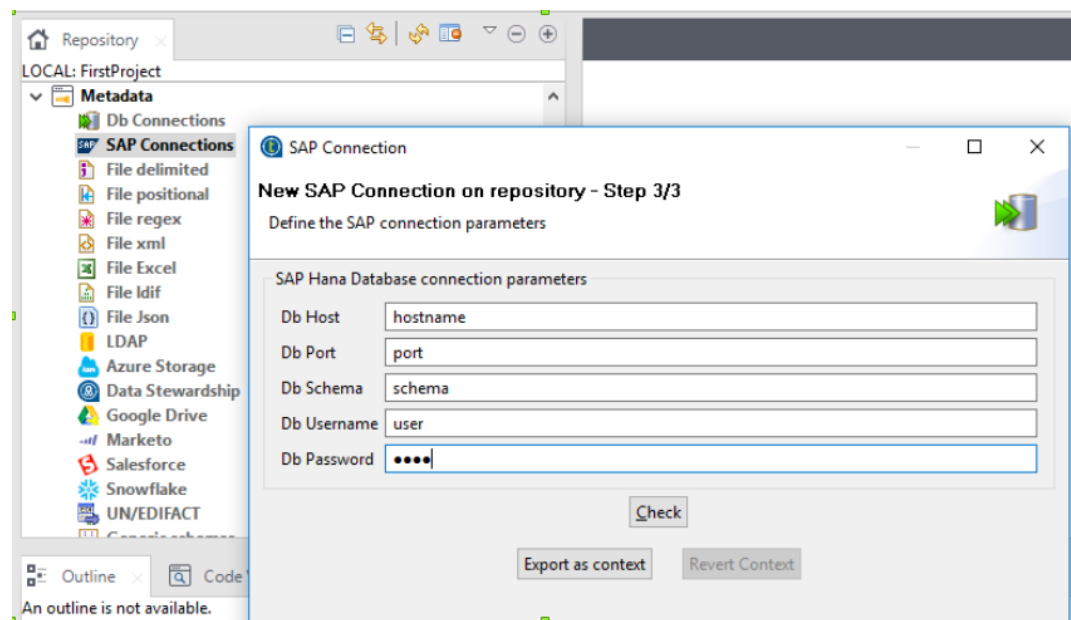 Repository
LOCAL: FirstProject
Metadata
Db Connections
SAP SAP Connections
File delimited
File positional
File regex
File xml
File Excel
File ldif
File Json
LDAP
Azure Storage
Data Stewardship
Google Drive
Marketo
Salesforce
Snowflake
UN/EDIFACT
Outline
Code
An outline is not available.
SAP Connection
New SAP Connection on repository - Step 3/3
Define the SAP connection parameters
SAP Hana Database connection parameters
Db Host hostname
Db Port port
Db Schema schema
Db Username user
Db Password ••••
Check
Export as context Revert Context